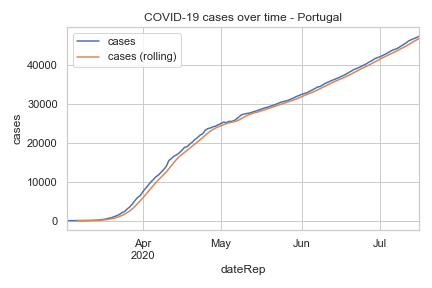 COVID-19 cases over time - Portugal
cases
cases (rolling)
40000
30000
20000
10000
0
cases
Apr
2020
May
Jun
Jul
dateRep